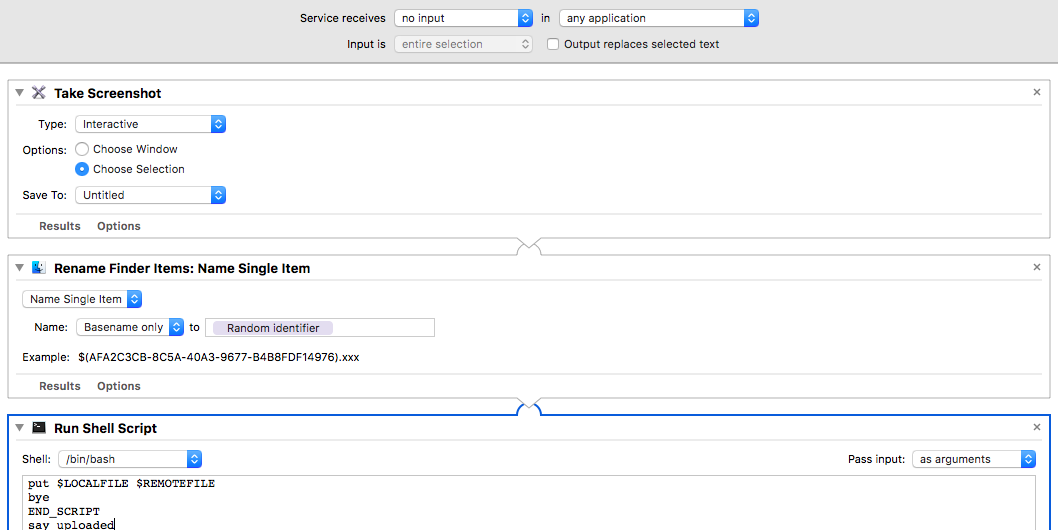 Service receives no input in any application
Input is entire selection Output replaces selected text
Take Screenshot
Type: Interactive
Options: Choose Window
Choose Selection
Save To: Untitled
Results Options
Rename Finder Items: Name Single Item
Name Single Item
Name: Basename only to Random identifier
Example: $(AFA2C3CB-8C5A-40A3-9677-B4B8FDF14976).xxx
Results Options
Run Shell Script
Shell: /bin/bash Pass input: as arguments
put $LOCALFILE $REMOTEFILE
bye
END_SCRIPT
say uploaded